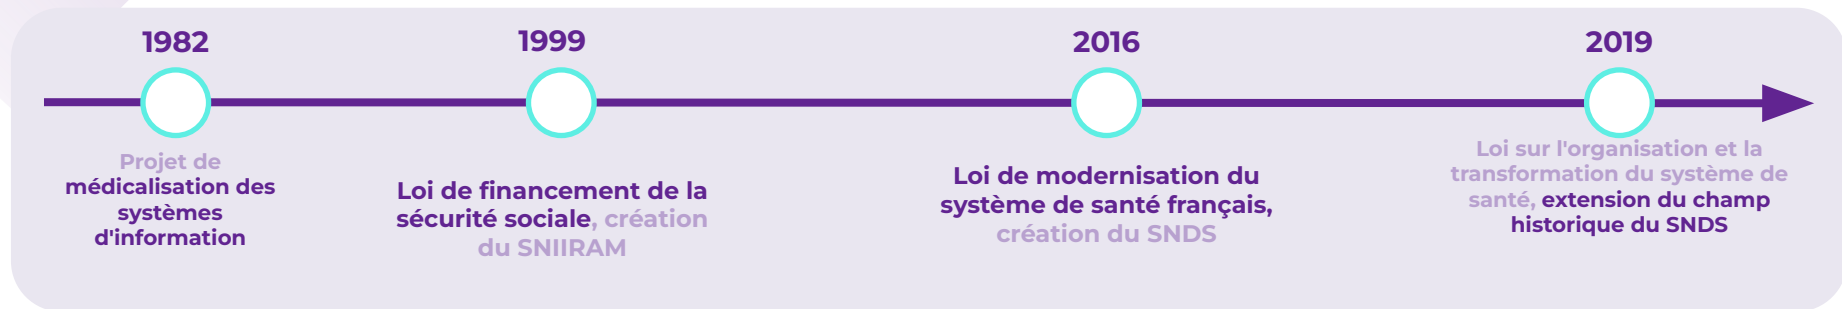 1982
Projet de
médicalisation des
systèmes
d'information
1999
Loi de financement de la
sécurité sociale, création
du SNIIRAM
2016
Loi de modernisation du
système de santé français,
création du SNDS
2019
Loi sur l'organisation et la
transformation du système de
santé, extension du champ
historique du SNDS